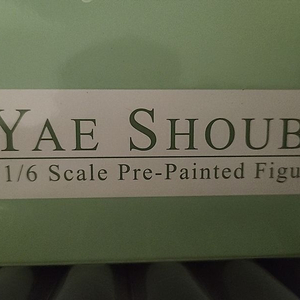 YAE SHOUB
1/6 Scale Pre-Painted Figu